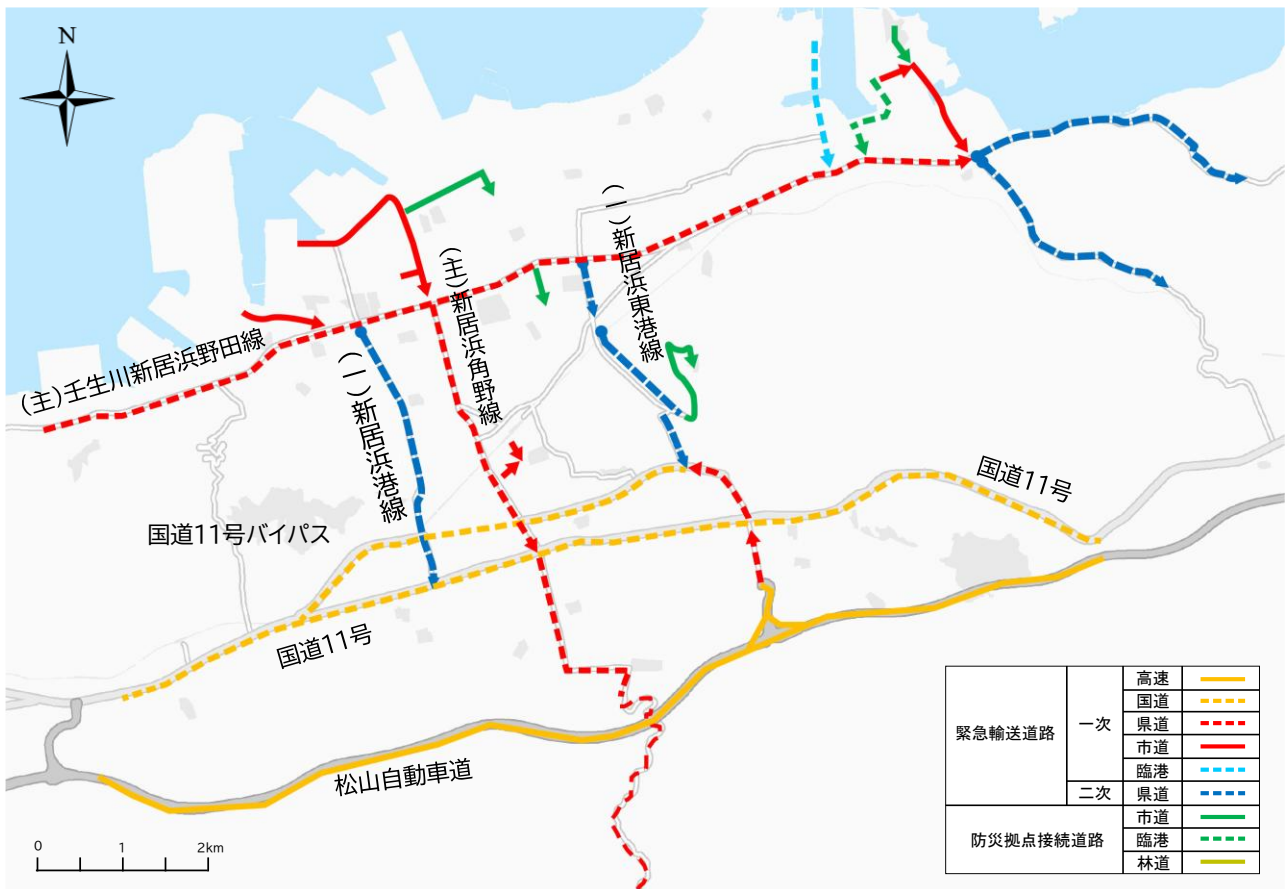 N
(主)壬生川新居浜野田線
(一)新居浜港線
(主)新居浜角野線
(一)新居浜東港線
国道11号バイパス
国道11号
国道11号
松山自動車道
0 1 2km
緊急輸送道路
一次
高速
国道
県道
市道
臨港
二次
県道
防災拠点接続道路
市道
臨港
林道